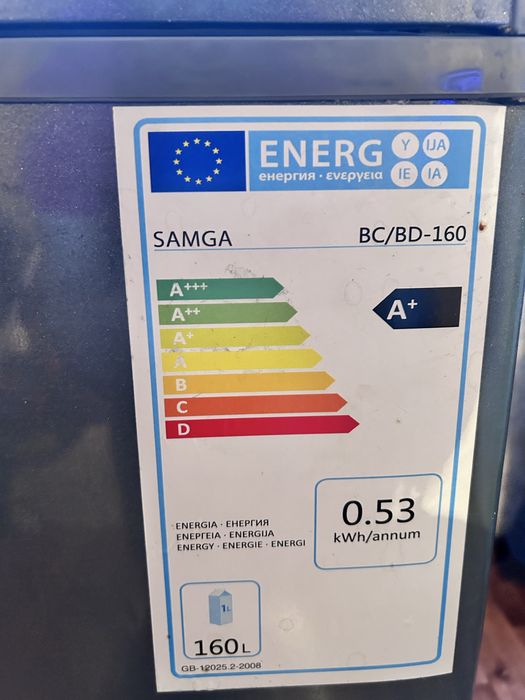 ENERG Y IJA
енергия · ενεργεια IE IA
SAMGA BC/BD-160
A+++
A++
A+ A+
A
B
C
D
0.53
kWh/annum
ENERGIA · ЕНЕРГИЯ
ΕΝΕΡΓΕΙΑ · ENERGIJA
ENERGY · ENERGIE · ENERGI
1L
160L
GB-12025.2-2008